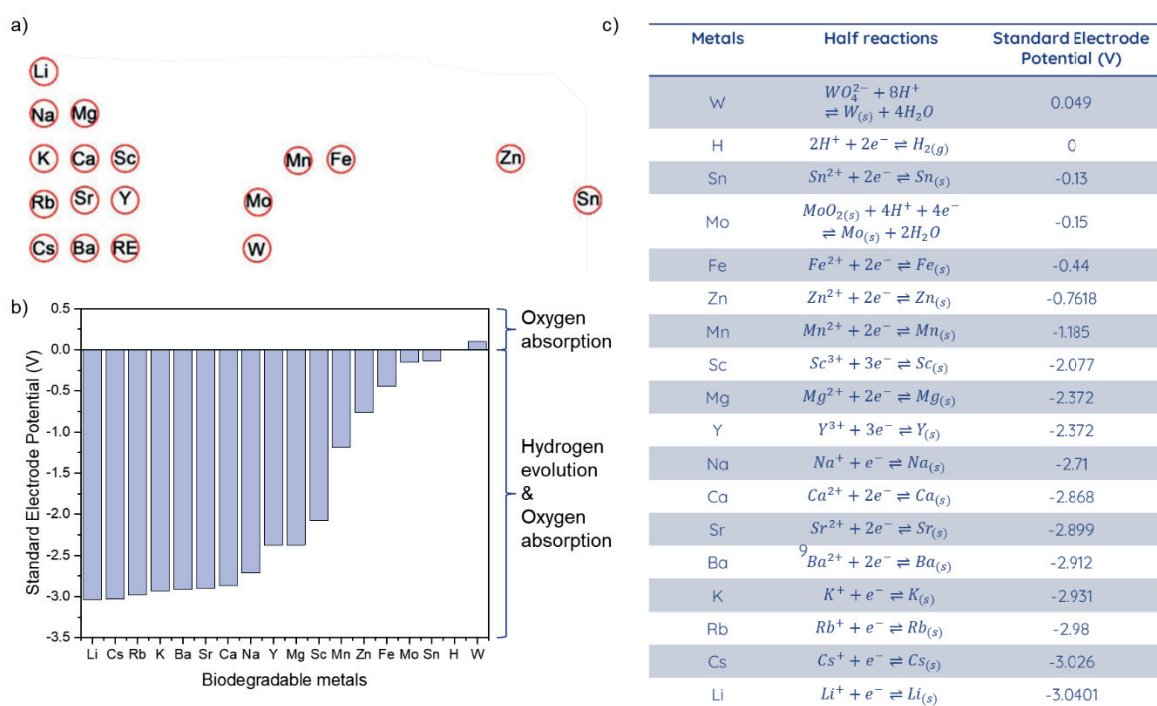 a)
Li
Na Mg
K Ca Sc Mn Fe Zn
Rb Sr Y Mo Sn
Cs Ba RE W
b)
0.5
0.0
-0.5
-1.0
-1.5
-2.0
-2.5
-3.0
-3.5
Standard Electrode Potential (V)
Li Cs Rb K Ba Sr Ca Na Y Mg Sc Mn Zn Fe Mo Sn H W
Biodegradable metals
Oxygen
absorption
Hydrogen
evolution
&
Oxygen
absorption
c)
Metals Half reactions Standard Electrode
Potential (V)
W WO₄²⁻ + 8H⁺
⇌ W(s) + 4H₂O 0.049
H 2H⁺ + 2e⁻ ⇌ H₂(g) 0
Sn Sn²⁺ + 2e⁻ ⇌ Sn(s) -0.13
Mo MoO₂(s) + 4H⁺ + 4e⁻
⇌ Mo(s) + 2H₂O -0.15
Fe Fe²⁺ + 2e⁻ ⇌ Fe(s) -0.44
Zn Zn²⁺ + 2e⁻ ⇌ Zn(s) -0.7618
Mn Mn²⁺ + 2e⁻ ⇌ Mn(s) -1.185
Sc Sc³⁺ + 3e⁻ ⇌ Sc(s) -2.077
Mg Mg²⁺ + 2e⁻ ⇌ Mg(s) -2.372
Y Y³⁺ + 3e⁻ ⇌ Y(s) -2.372
Na Na⁺ + e⁻ ⇌ Na(s) -2.71
Ca Ca²⁺ + 2e⁻ ⇌ Ca(s) -2.868
Sr Sr²⁺ + 2e⁻ ⇌ Sr(s) -2.899
Ba 9 Ba²⁺ + 2e⁻ ⇌ Ba(s) -2.912
K K⁺ + e⁻ ⇌ K(s) -2.931
Rb Rb⁺ + e⁻ ⇌ Rb(s) -2.98
Cs Cs⁺ + e⁻ ⇌ Cs(s) -3.026
Li Li⁺ + e⁻ ⇌ Li(s) -3.0401